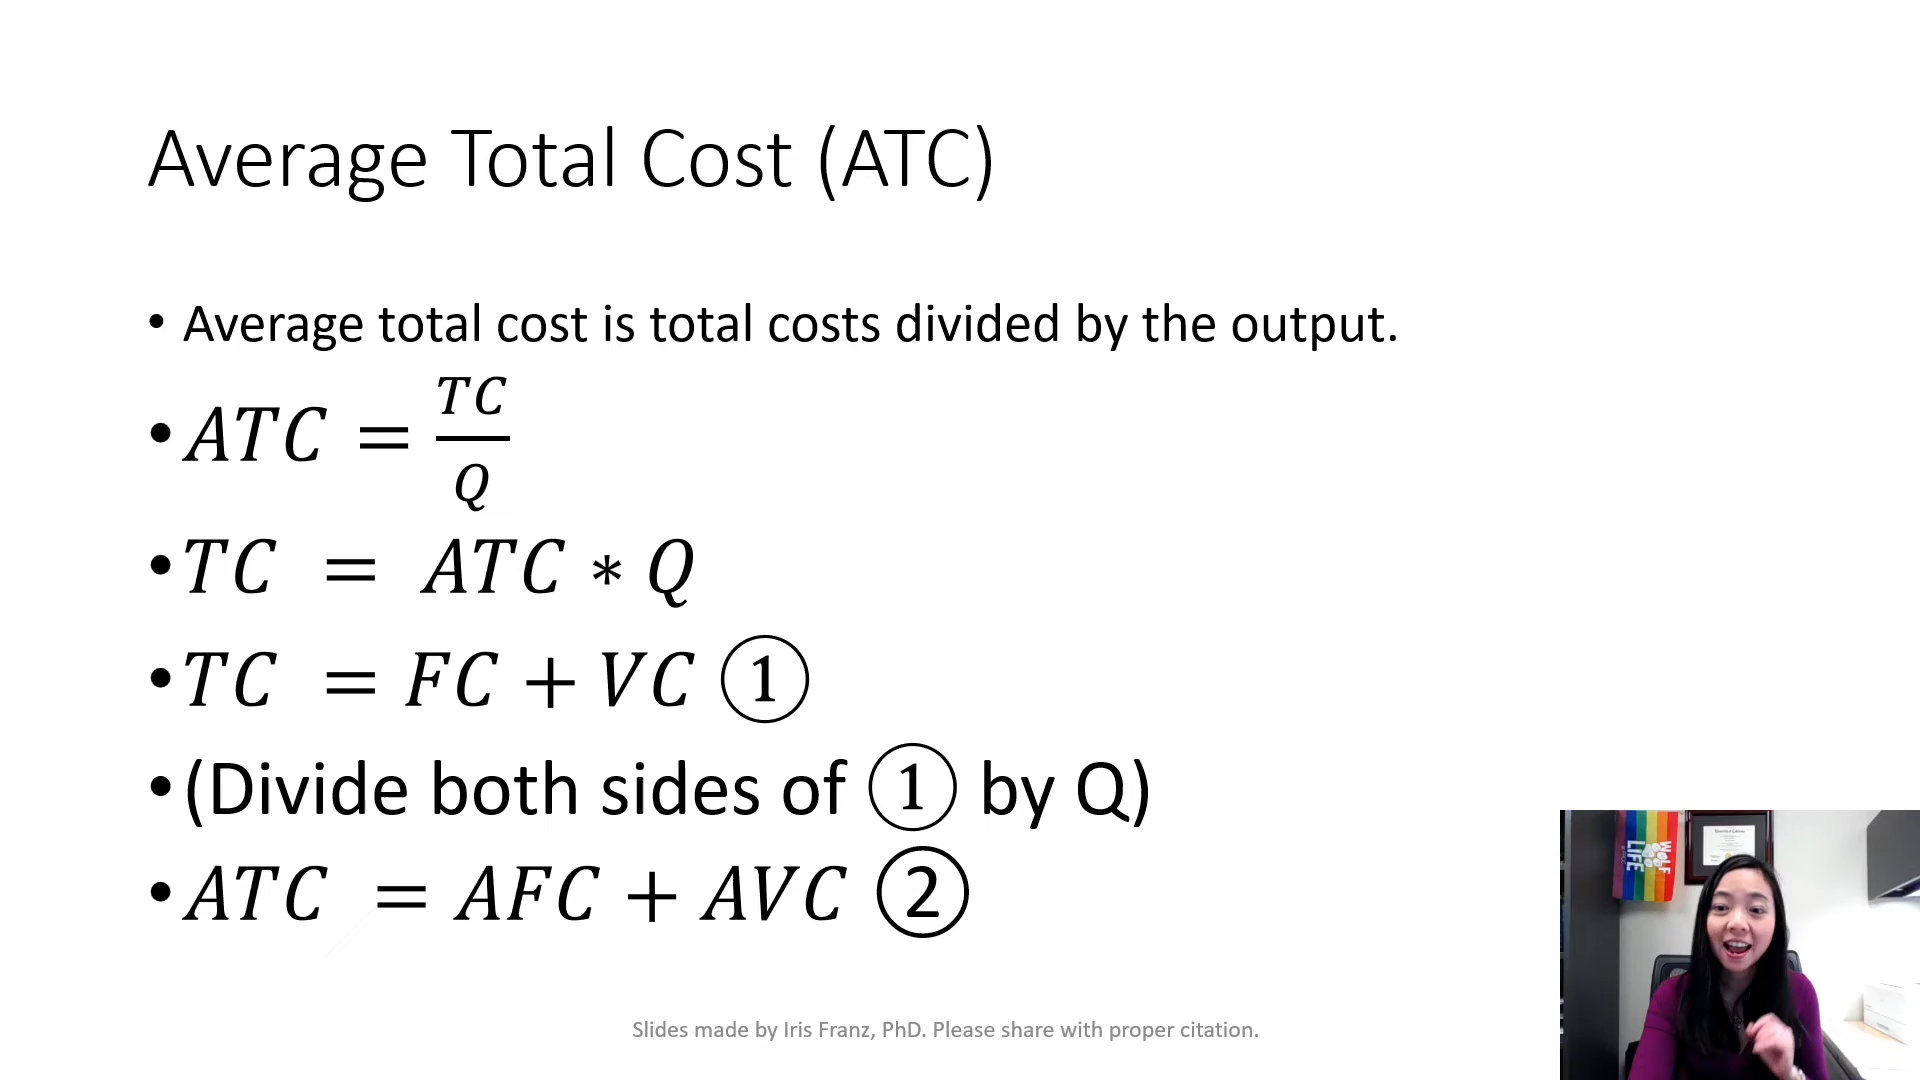 Average Total Cost (ATC)
• Average total cost is total costs divided by the output.
• ATC = TC/Q
• TC = ATC * Q
• TC = FC + VC ①
• (Divide both sides of ① by Q)
• ATC = AFC + AVC ②
WOLF
LIFE
Slides made by Iris Franz, PhD. Please share with proper citation.